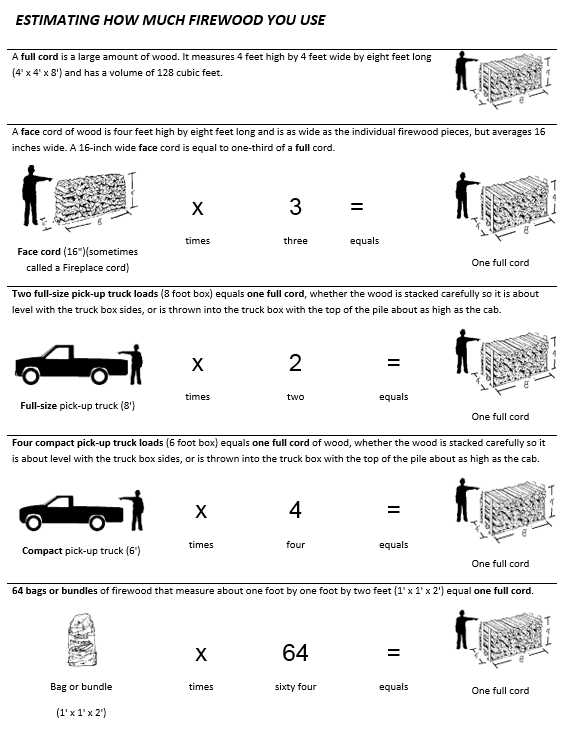 ESTIMATING HOW MUCH FIREWOOD YOU USE
A full cord is a large amount of wood. It measures 4 feet high by 4 feet wide by eight feet long
(4' x 4' x 8') and has a volume of 128 cubic feet.
A face cord of wood is four feet high by eight feet long and is as wide as the individual firewood pieces, but averages 16
inches wide. A 16-inch wide face cord is equal to one-third of a full cord.
x 3 =
times three equals
Face cord (16")(sometimes
called a Fireplace cord)
One full cord
Two full-size pick-up truck loads (8 foot box) equals one full cord, whether the wood is stacked carefully so it is about
level with the truck box sides, or is thrown into the truck box with the top of the pile about as high as the cab.
x 2 =
times two equals
Full-size pick-up truck (8')
One full cord
Four compact pick-up truck loads (6 foot box) equals one full cord of wood, whether the wood is stacked carefully so it
is about level with the truck box sides, or is thrown into the truck box with the top of the pile about as high as the cab.
x 4 =
times four equals
Compact pick-up truck (6')
One full cord
64 bags or bundles of firewood that measure about one foot by one foot by two feet (1' x 1' x 2') equal one full cord.
x 64 =
Bag or bundle times sixty four equals One full cord
(1' x 1' x 2')